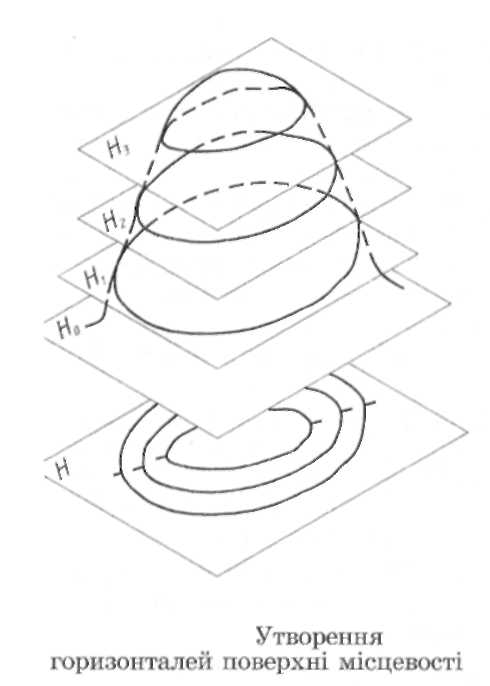 H₃
H₂
H₁
H₀
H
Утворення
горизонталей поверхні місцевості